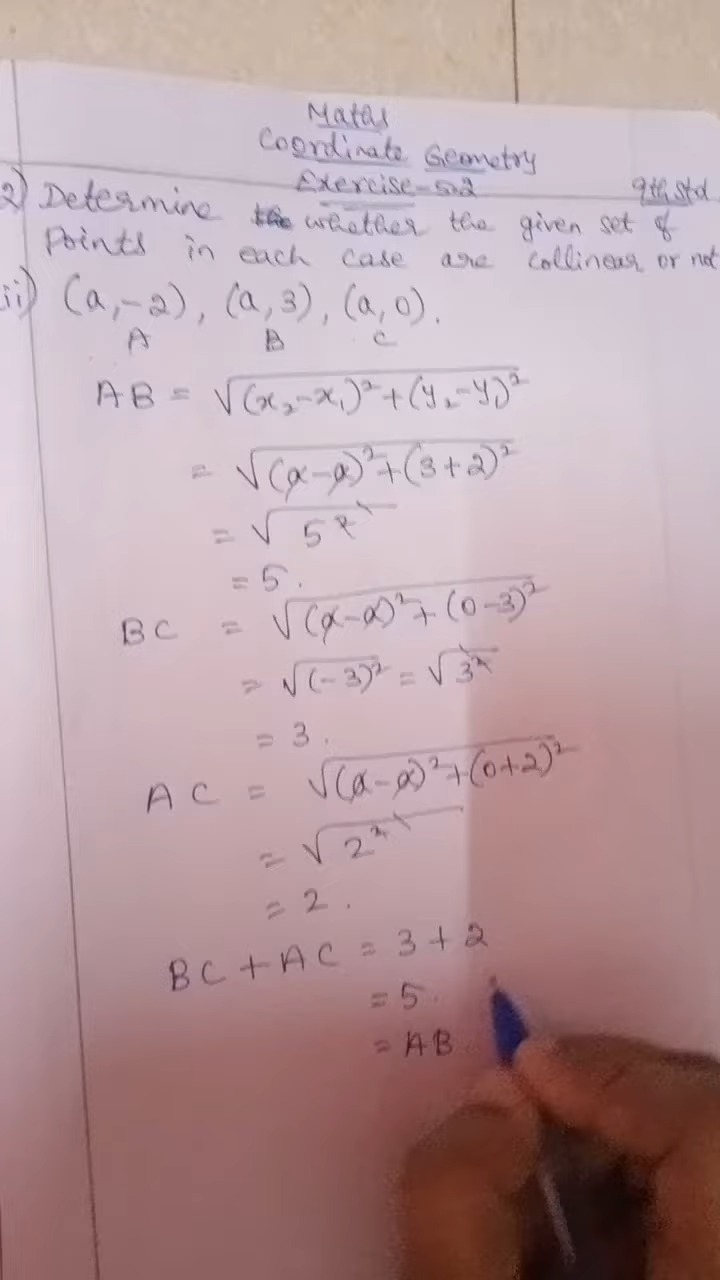 Maths
Coordinate Geometry
Exercise-5.2
9th Std
2) Determine whether the given set of
Points in each case are collinear or not
ii) (a,-2), (a,3), (a,0).
A B C
AB = √(x₂-x₁)²+(y₂-y₁)²
= √(a-a)²+(3+2)²
= √5²
= 5.
BC = √(a-a)²+(0-3)²
= √(-3)² = √3²
= 3.
AC = √(a-a)²+(0+2)²
= √2²
= 2.
BC + AC = 3 + 2
= 5.
= AB